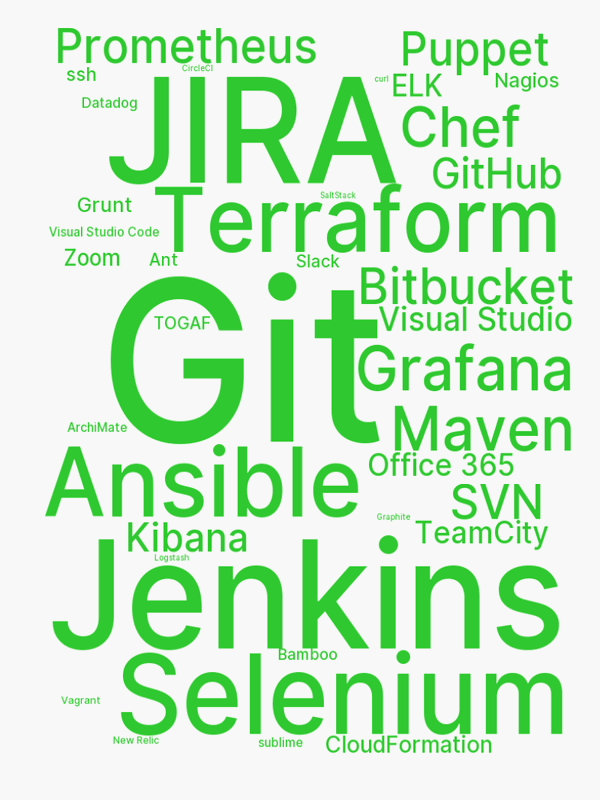 Prometheus
Puppet
ssh
CircleCI
curl
ELK
Nagios
Datadog
JIRA
Chef
GitHub
SaltStack
Grunt
Terraform
Visual Studio Code
Zoom
Ant
Slack
Bitbucket
TOGAF
Visual Studio
Git
Grafana
ArchiMate
Maven
Office 365
Ansible
SVN
Graphite
TeamCity
Kibana
Logstash
Jenkins
Bamboo
Selenium
Vagrant
New Relic
sublime
CloudFormation